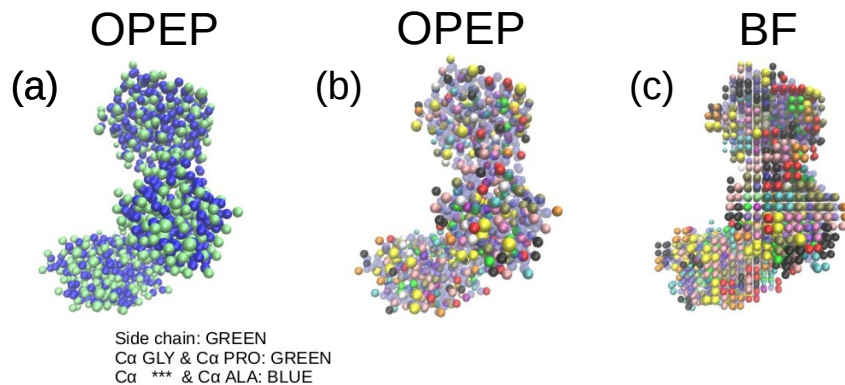 OPEP OPEP BF
(a) (b) (c)
Side chain: GREEN
Cα GLY & Cα PRO: GREEN
Cα *** & Cα ALA: BLUE